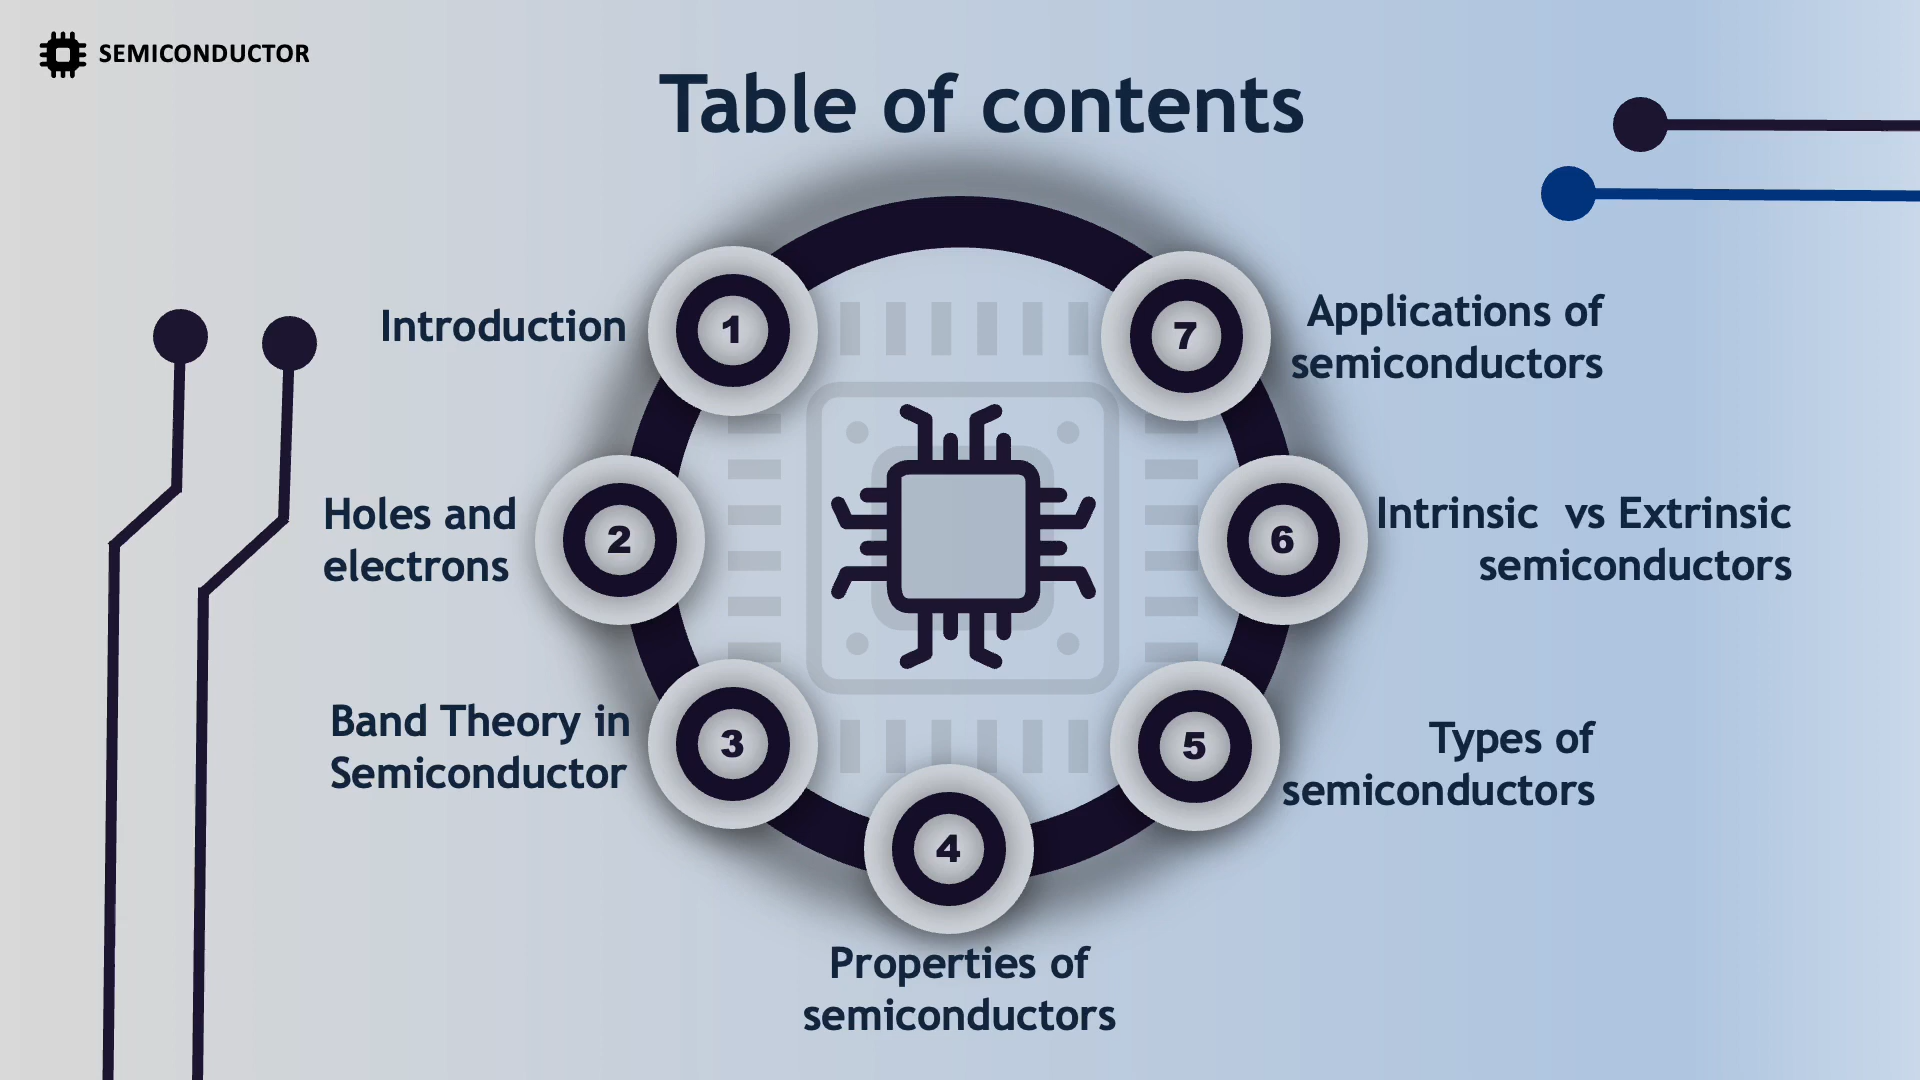 SEMICONDUCTOR
Table of contents
1
Introduction
2
Holes and
electrons
3
Band Theory in
Semiconductor
4
Properties of
semiconductors
5
Types of
semiconductors
6
Intrinsic  vs Extrinsic
semiconductors
7
Applications of
semiconductors